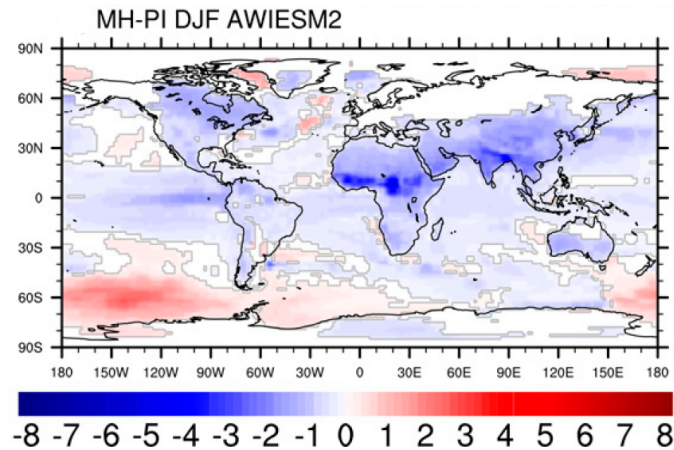 MH-PI DJF AWIESM2
90N
60N
30N
0
30S
60S
90S
180 150W 120W 90W 60W 30W 0 30E 60E 90E 120E 150E 180
-8 -7 -6 -5 -4 -3 -2 -1 0 1 2 3 4 5 6 7 8